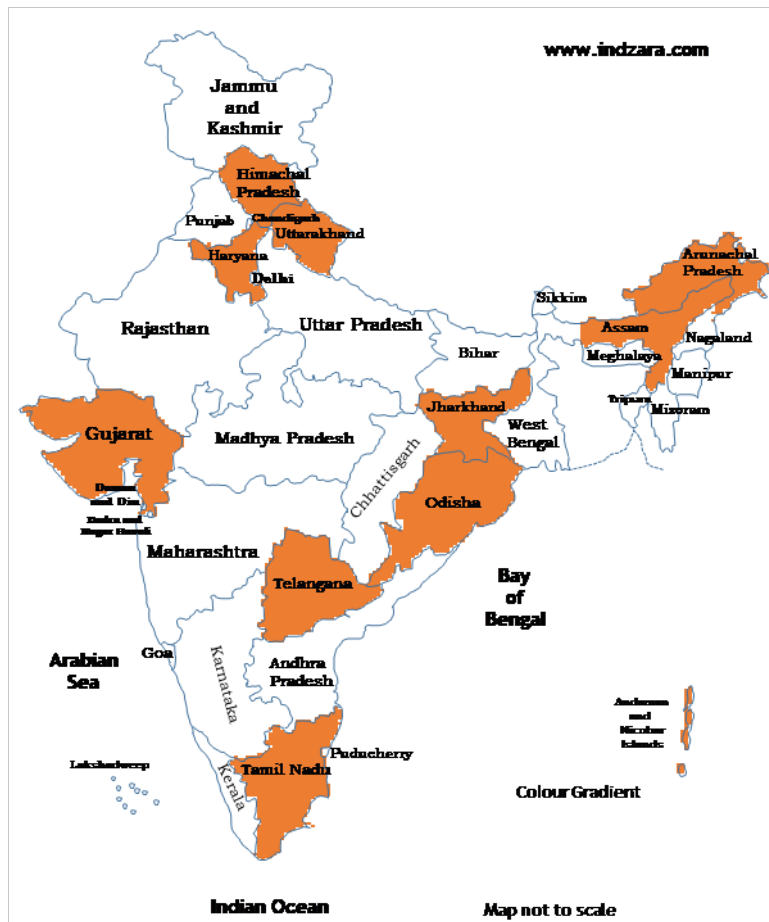 www.indzara.com
Jammu
and
Kashmir
Himachal
Pradesh
Chandigarh
Punjab
Uttarakhand
Haryana
Delhi
Arunachal
Pradesh
Sikkim
Rajasthan
Uttar Pradesh
Assam
Nagaland
Bihar
Meghalaya
Manipur
Tripura
Mizoram
Jharkhand
West
Bengal
Gujarat
Madhya Pradesh
Chhattisgarh
Odisha
Daman
and Diu
Dadra and
Nagar Haveli
Maharashtra
Telangana
Bay
of
Bengal
Arabian
Sea
Goa
Karnataka
Andhra
Pradesh
Andaman
and
Nicobar
Islands
Puducherry
Lakshadweep
Kerala
Tamil Nadu
Colour Gradient
Indian Ocean
Map not to scale